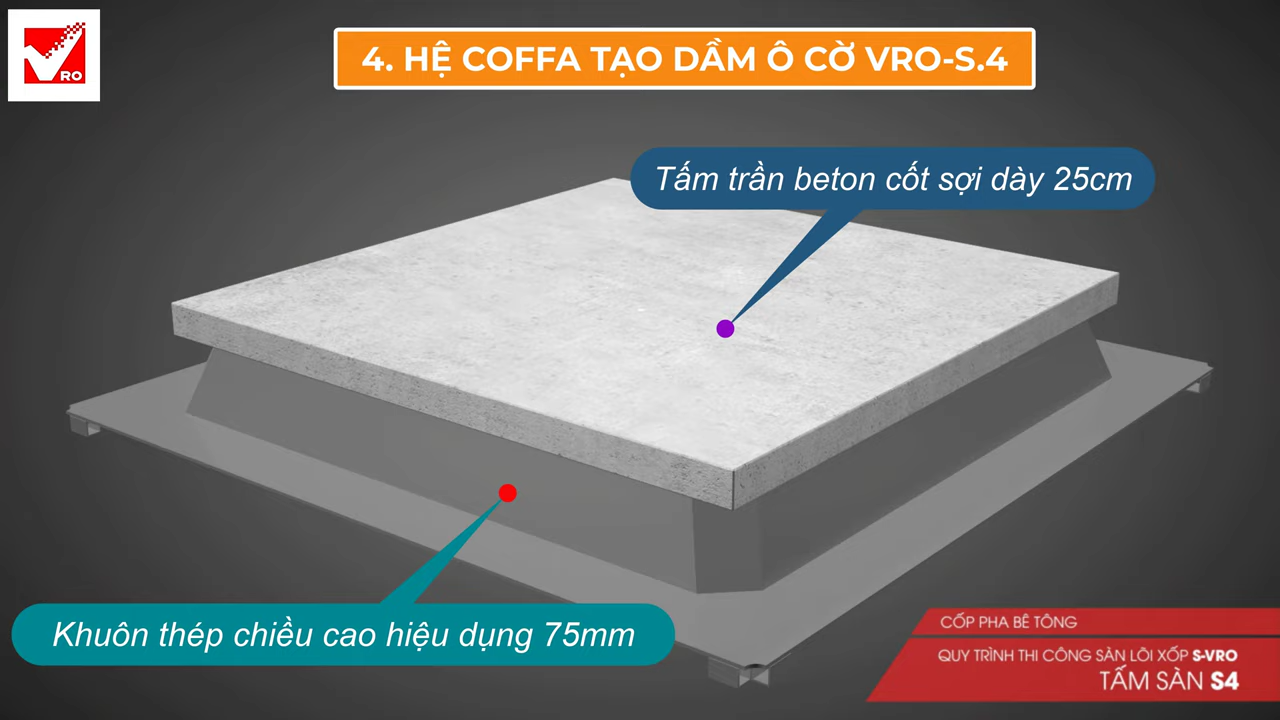 VRO
4. HỆ COFFA TẠO DẦM Ô CỜ VRO-S.4
Tấm trần beton cốt sợi dày 25cm
Khuôn thép chiều cao hiệu dụng 75mm
CỐP PHA BÊ TÔNG
QUY TRÌNH THI CÔNG SÀN LÕI XỐP S-VRO
TẤM SÀN S4